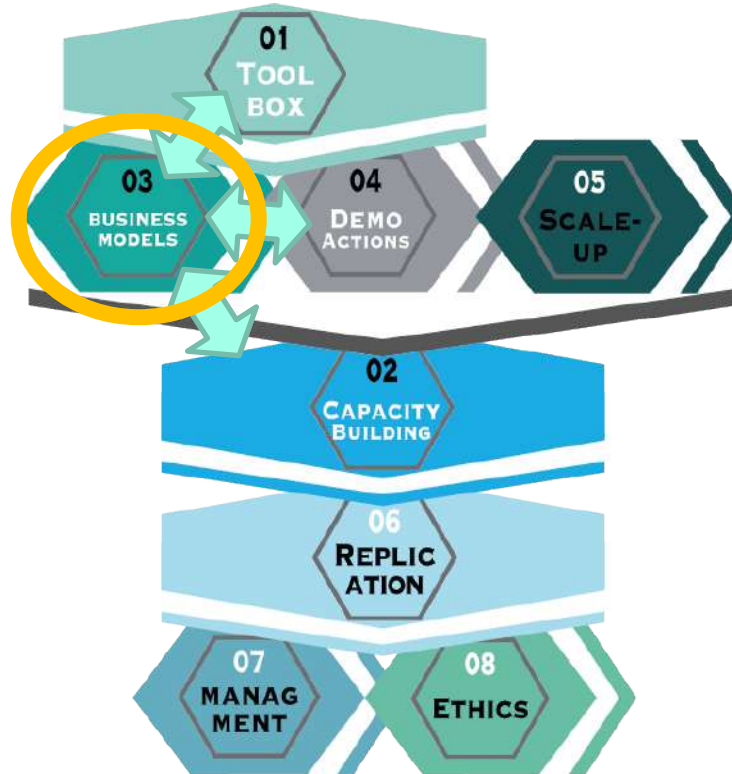 01
TOOL
BOX
03
BUSINESS
MODELS
04
DEMO
ACTIONS
05
SCALE-
UP
02
CAPACITY
BUILDING
06
REPLIC
ATION
07
MANAG
MENT
08
ETHICS